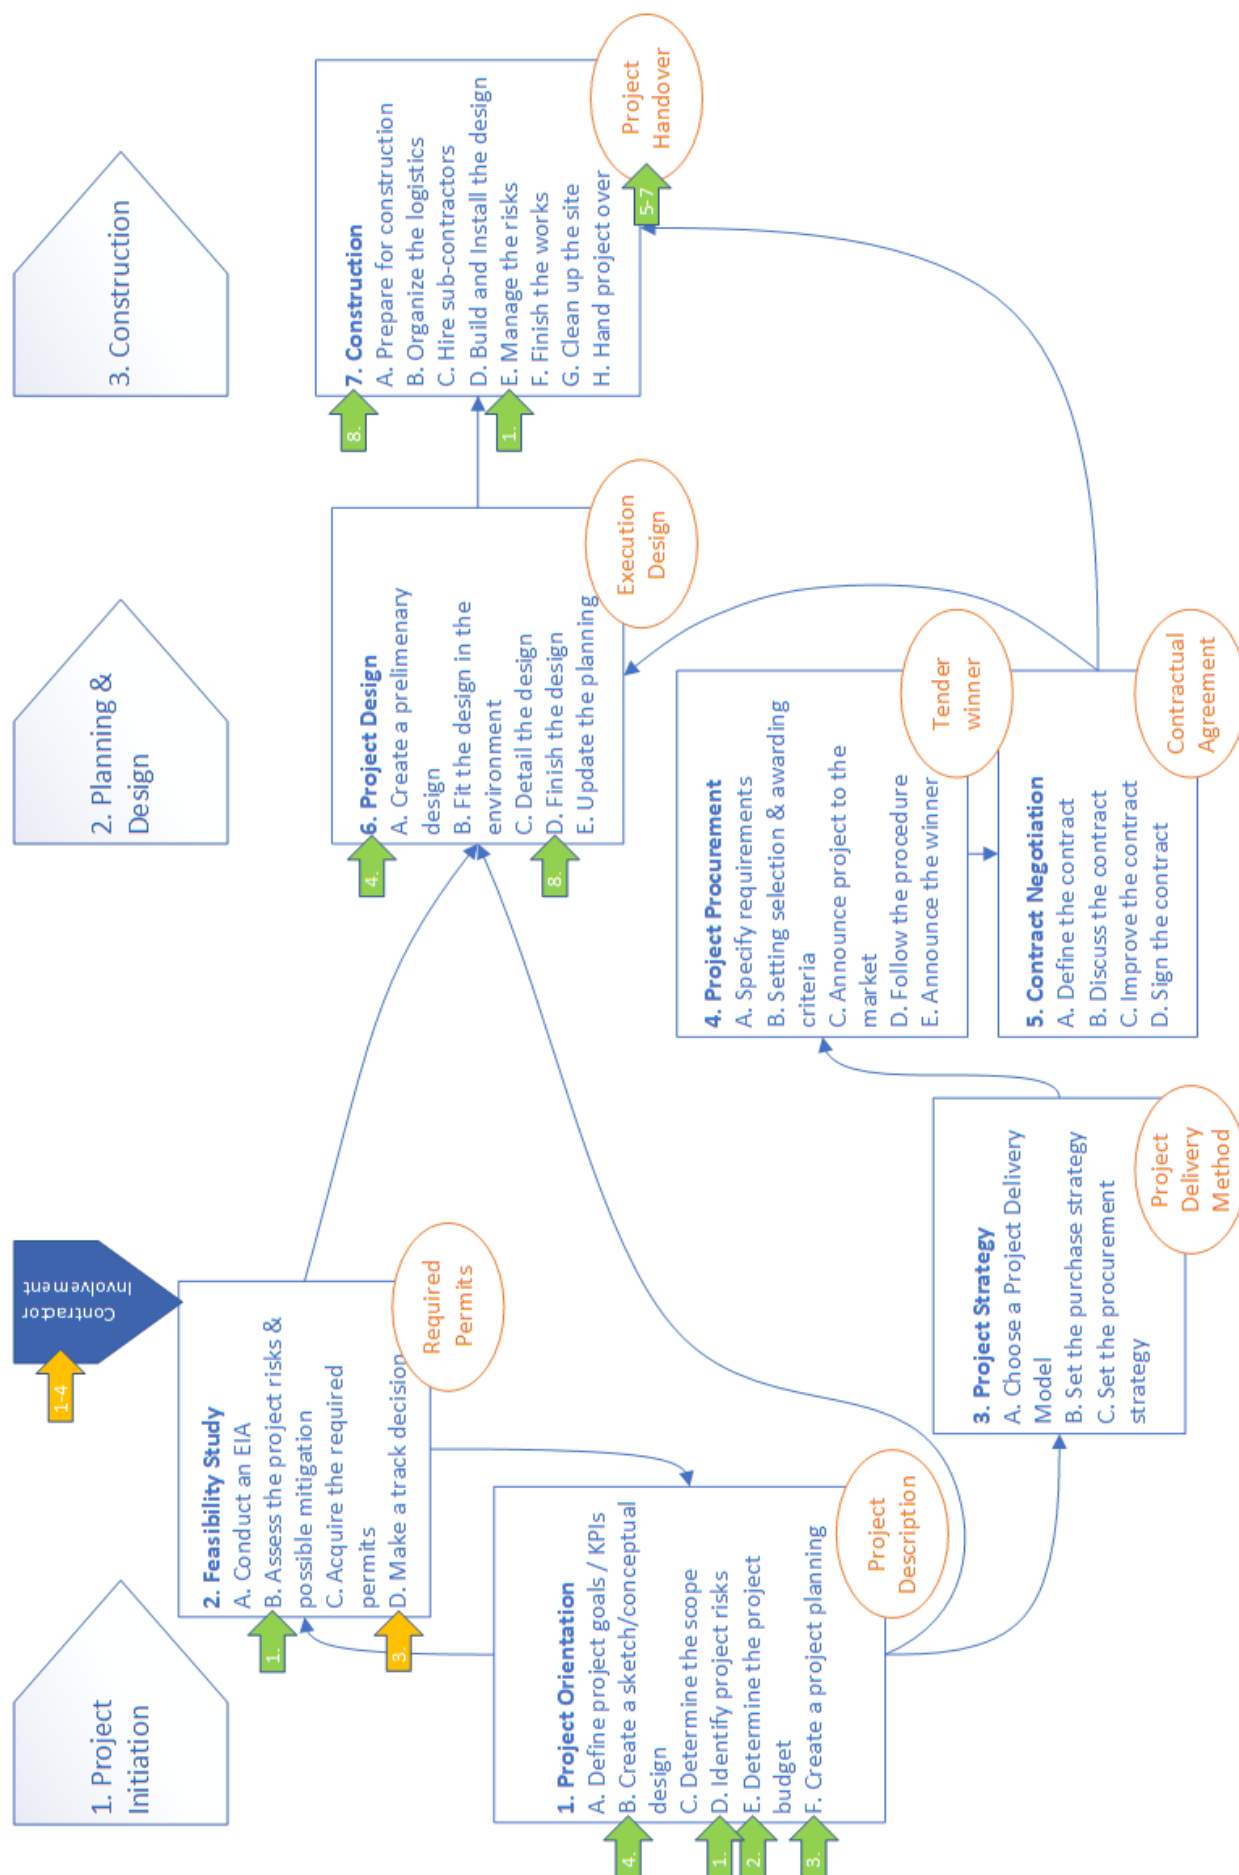 1. Project
Initiation
2. Planning &
Design
3. Construction
1-4
Contractor
Involvement
2. Feasibility Study
A. Conduct an EIA
B. Assess the project risks &
possible mitigation
C. Acquire the required
permits
D. Make a track decision
1.
3.
Required
Permits
1. Project Orientation
A. Define project goals / KPIs
B. Create a sketch/conceptual
design
C. Determine the scope
D. Identify project risks
E. Determine the project
budget
F. Create a project planning
4.
1.
2.
3.
Project
Description
3. Project Strategy
A. Choose a Project Delivery
Model
B. Set the purchase strategy
C. Set the procurement
strategy
Project
Delivery
Method
6. Project Design
A. Create a prelimenary
design
B. Fit the design in the
environment
C. Detail the design
D. Finish the design
E. Update the planning
4.
8.
Execution
Design
4. Project Procurement
A. Specify requirements
B. Setting selection & awarding
criteria
C. Announce project to the
market
D. Follow the procedure
E. Announce the winner
Tender
winner
5. Contract Negotiation
A. Define the contract
B. Discuss the contract
C. Improve the contract
D. Sign the contract
Contractual
Agreement
7. Construction
A. Prepare for construction
B. Organize the logistics
C. Hire sub-contractors
D. Build and Install the design
E. Manage the risks
F. Finish the works
G. Clean up the site
H. Hand project over
8.
1.
5-7
Project
Handover